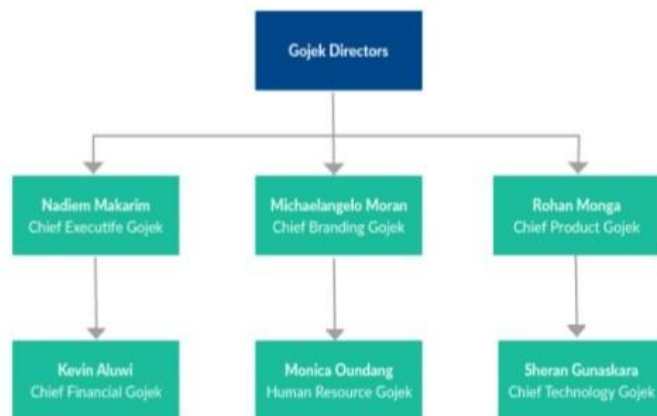 Gojek Directors
Nadiem Makarim
Chief Executife Gojek
Michaelangelo Moran
Chief Branding Gojek
Rohan Monga
Chief Product Gojek
Kevin Aluwi
Chief Financial Gojek
Monica Oundang
Human Resource Gojek
Sheran Gunaskara
Chief Technology Gojek